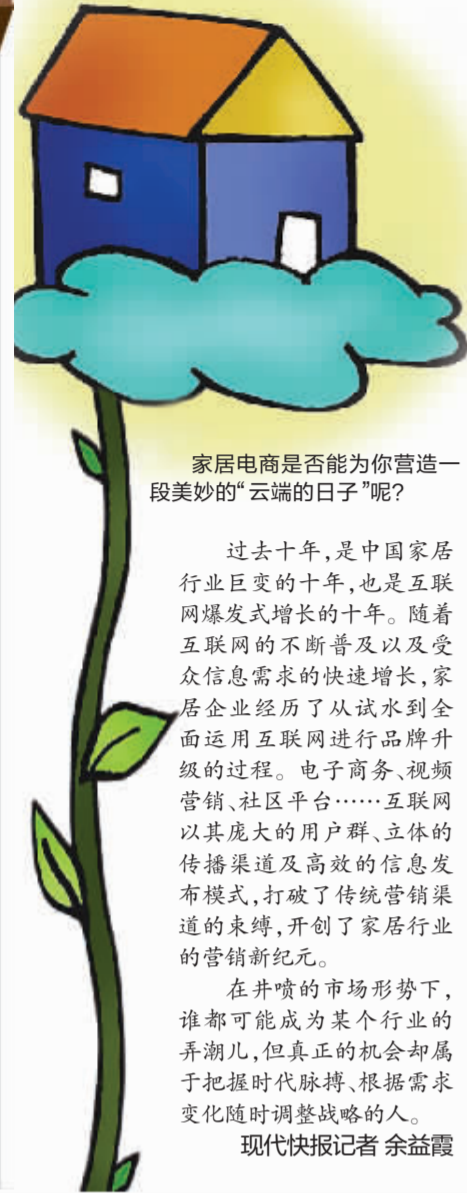 家居电商是否能为你营造一
段美妙的“云端的日子”呢?
过去十年,是中国家居
行业巨变的十年,也是互联
网爆发式增长的十年。随着
互联网的不断普及以及受
众信息需求的快速增长,家
居企业经历了从试水到全
面运用互联网进行品牌升
级的过程。电子商务、视频
营销、社区平台……互联网
以其庞大的用户群、立体的
传播渠道及高效的信息发
布模式,打破了传统营销渠
道的束缚,开创了家居行业
的营销新纪元。
在井喷的市场形势下,
谁都可能成为某个行业的
弄潮儿,但真正的机会却属
于把握时代脉搏、根据需求
变化随时调整战略的人。
现代快报记者 余益霞